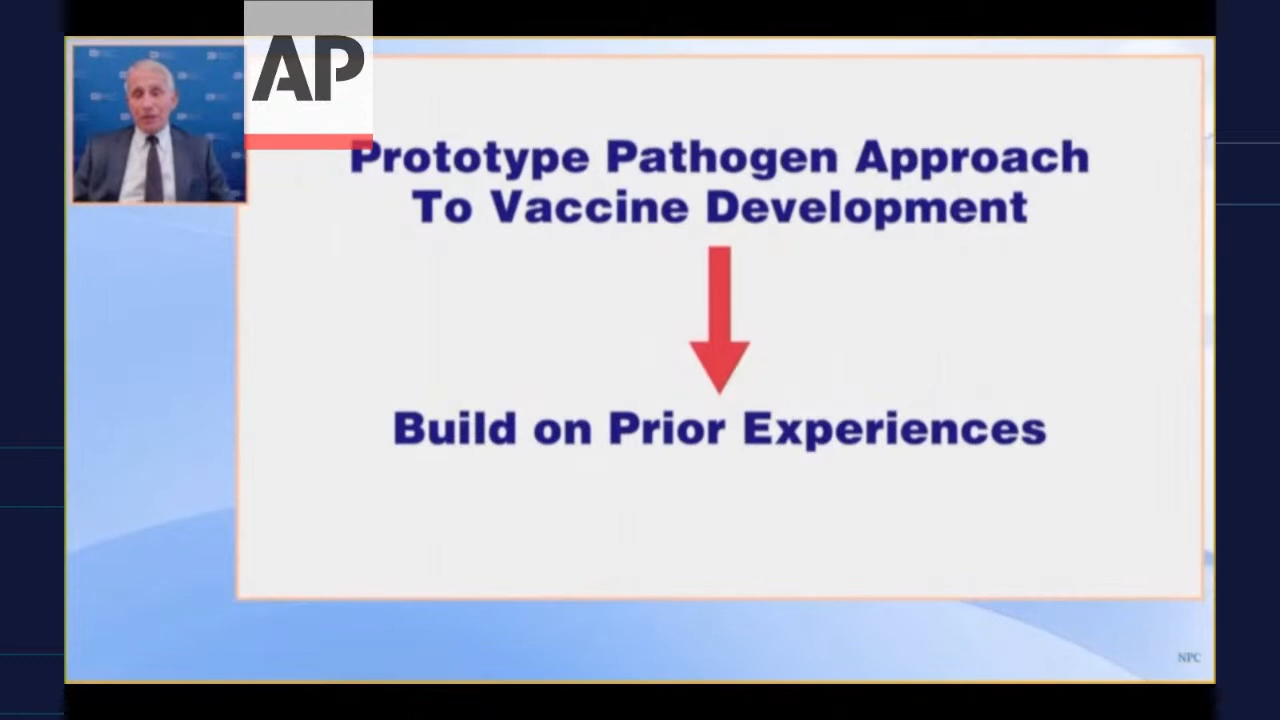 AP
Prototype Pathogen Approach
To Vaccine Development
Build on Prior Experiences
NPC